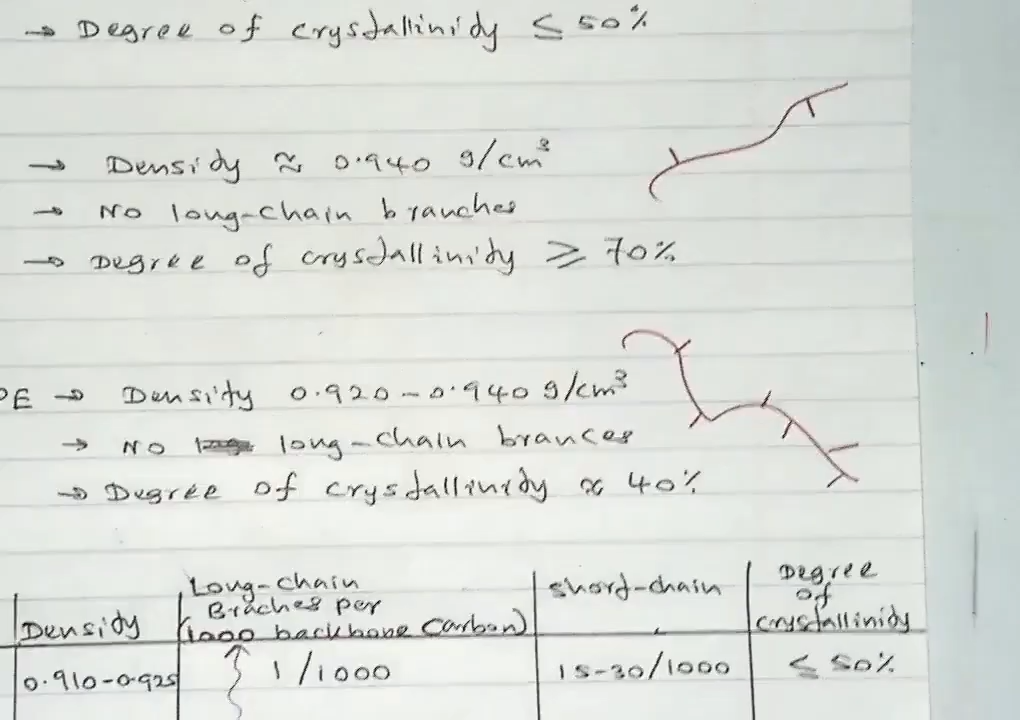 → Degree of crystallinity ≤ 50%
→ Density ≈ 0.940 g/cm³
→ No long-chain branches
→ Degree of crystallinity ≥ 70%
PE → Density 0.920 - 0.940 g/cm³
→ No long-chain brances
→ Degree of crystallinity ≈ 40%
Density
Long-chain
Braches per
(1000 backbone Carbon)
short-chain
Degree
of
crystallinity
0.910-0.925
1/1000
15-30/1000
≤ 50%